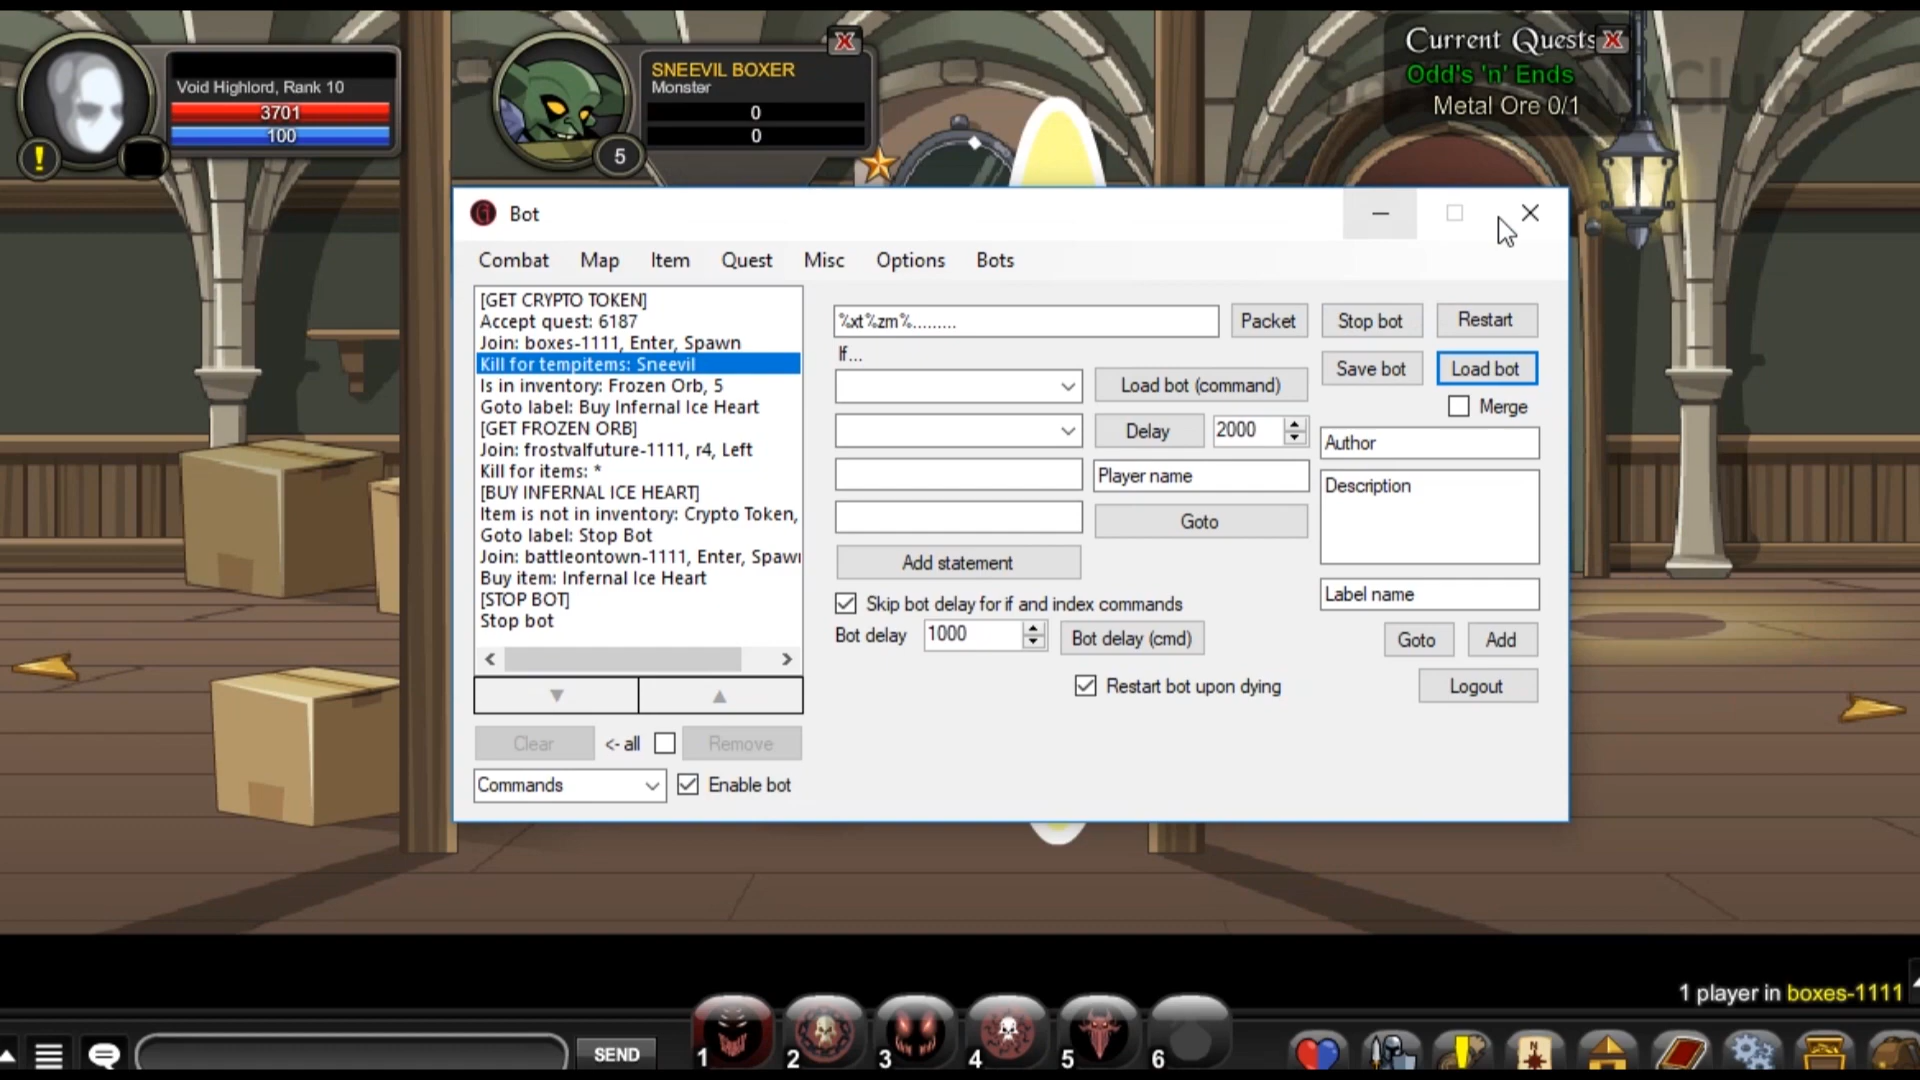 Void Highlord, Rank 10
3701
100
SNEEVIL BOXER
Monster
0
0
5
Current Quests
Odd's 'n' Ends
Metal Ore 0/1
Bot
Combat
Map
Item
Quest
Misc
Options
Bots
[GET CRYPTO TOKEN]
Accept quest: 6187
Join: boxes-1111, Enter, Spawn
Kill for tempitems: Sneevil
Is in inventory: Frozen Orb, 5
Goto label: Buy Infernal Ice Heart
[GET FROZEN ORB]
Join: frostvalfuture-1111, r4, Left
Kill for items: *
[BUY INFERNAL ICE HEART]
Item is not in inventory: Crypto Token,
Goto label: Stop Bot
Join: battleontown-1111, Enter, Spawn
Buy item: Infernal Ice Heart
[STOP BOT]
Stop bot
Clear
<- all
Remove
Commands
Enable bot
%xt%zm%.........
Packet
Stop bot
Restart
If...
Load bot (command)
Save bot
Load bot
Merge
Delay
2000
Author
Player name
Description
Goto
Add statement
Label name
Skip bot delay for if and index commands
Bot delay
1000
Bot delay (cmd)
Goto
Add
Restart bot upon dying
Logout
1 player in boxes-1111
SEND
1
2
3
4
5
6
N